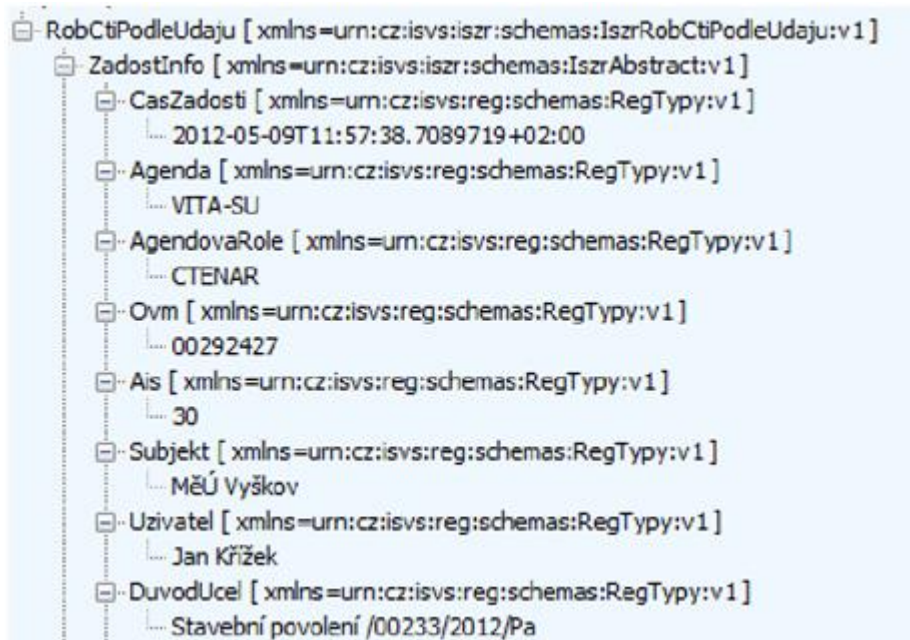 RobCtiPodleUdaju [ xmlns=urn:cz:isvs:iszr:schemas:IszrRobCtiPodleUdaju:v1]
ZadostInfo [ xmlns=urn:cz:isvs:iszr:schemas:IszrAbstract:v1]
CasZadosti [ xmlns=urn:cz:isvs:reg:schemas:RegTypy:v1]
2012-05-09T11:57:38.7089719+02:00
Agenda [ xmlns=urn:cz:isvs:reg:schemas:RegTypy:v1]
VITA-SU
AgendovaRole [ xmlns=urn:cz:isvs:reg:schemas:RegTypy:v1]
CTENAR
Ovm [ xmlns=urn:cz:isvs:reg:schemas:RegTypy:v1]
00292427
Ais [ xmlns=urn:cz:isvs:reg:schemas:RegTypy:v1]
30
Subjekt [ xmlns=urn:cz:isvs:reg:schemas:RegTypy:v1]
MěÚ Vyškov
Uzivatel [ xmlns=urn:cz:isvs:reg:schemas:RegTypy:v1]
Jan Křížek
DuvodUcel [ xmlns=urn:cz:isvs:reg:schemas:RegTypy:v1]
Stavební povolení /00233/2012/Pa